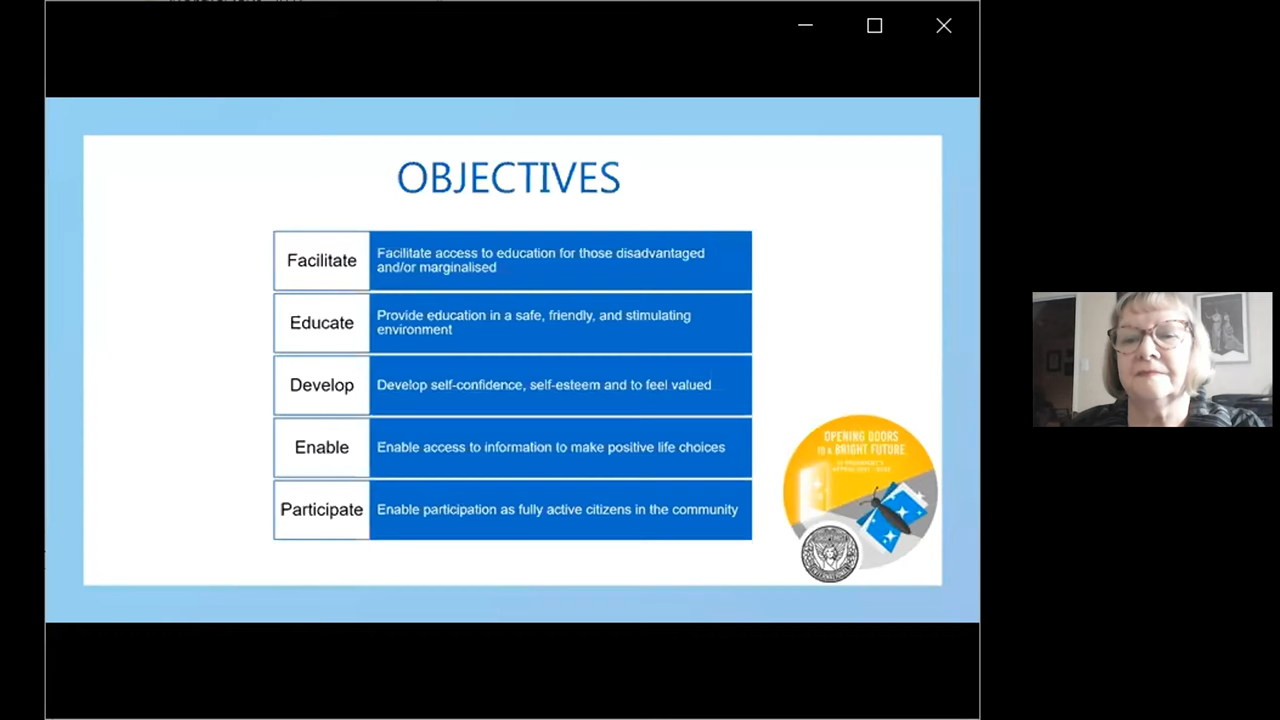 OBJECTIVES
Facilitate
Facilitate access to education for those disadvantaged
and/or marginalised
Educate
Provide education in a safe, friendly, and stimulating
environment
Develop
Develop self-confidence, self-esteem and to feel valued
Enable
Enable access to information to make positive life choices
Participate
Enable participation as fully active citizens in the community
OPENING DOORS
TO A BRIGHT FUTURE
SOROPTIMIST
INTERNATIONAL